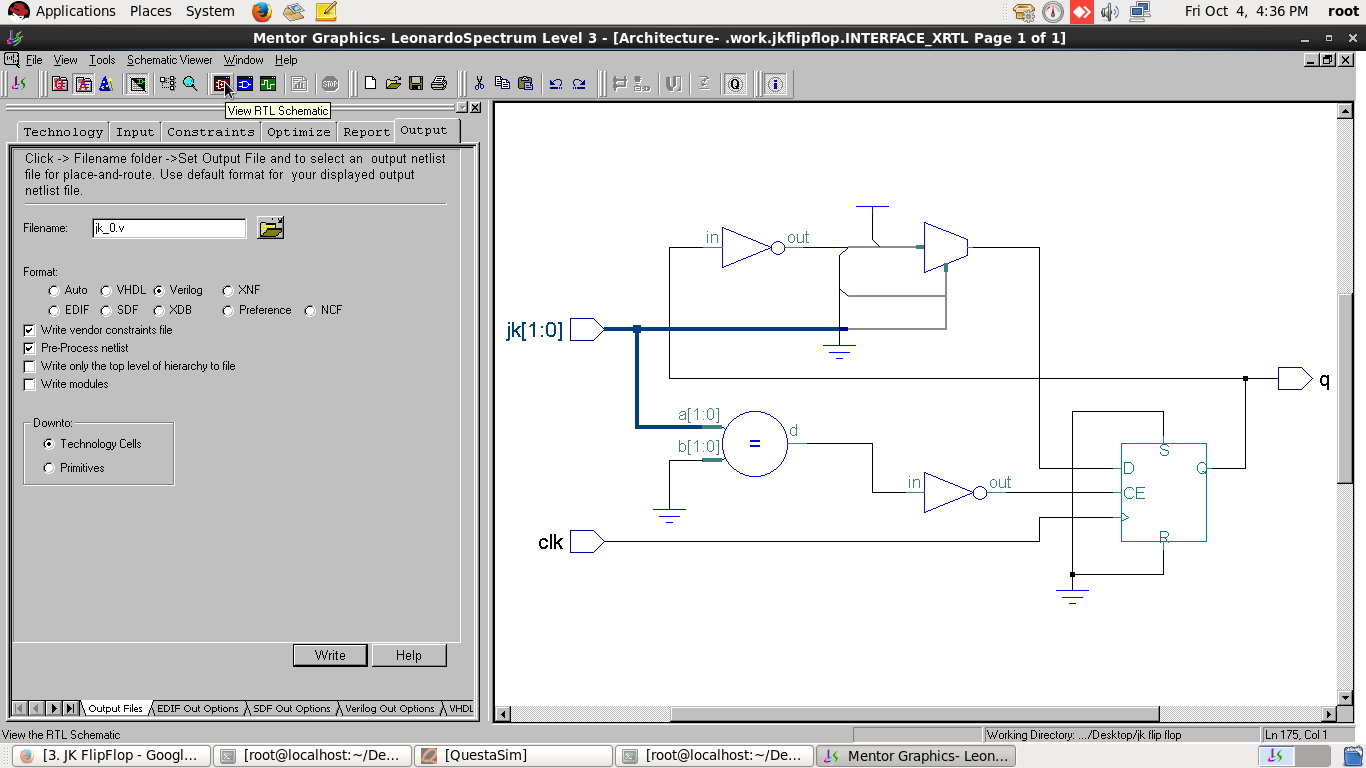 Applications Places System Fri Oct 4, 4:36 PM root
Mentor Graphics- LeonardoSpectrum Level 3 - [Architecture- .work.jkflipflop.INTERFACE_XRTL Page 1 of 1]
File View Tools Schematic Viewer Window Help
STOP Q i
View RTL Schematic
Technology Input Constraints Optimize Report Output
Click -> Filename folder ->Set Output File and to select an output netlist
file for place-and-route. Use default format for your displayed output
netlist file.
Filename: jk_0.v
Format:
Auto VHDL Verilog XNF
EDIF SDF XDB Preference NCF
Write vendor constraints file
Pre-Process netlist
Write only the top level of hierarchy to file
Write modules
Downto:
Technology Cells
Primitives
Write Help
Output Files EDIF Out Options SDF Out Options Verilog Out Options VHDL
in out
jk[1:0]
q
a[1:0]
b[1:0]
= d
in out
clk
S
D Q
CE
R
View the RTL Schematic Working Directory: .../Desktop/jk flip flop Ln 175, Col 1
[3. JK FlipFlop - Googl... [root@localhost:~/De... [QuestaSim] [root@localhost:~/De... Mentor Graphics- Leon...